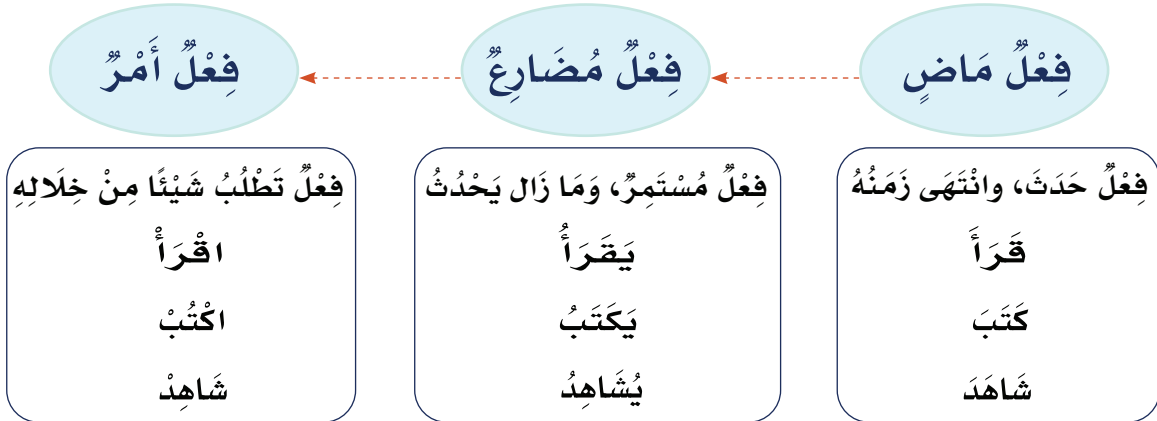 فِعْلٌ مَاضٍ
فِعْلٌ مُضَارِعٌ
فِعْلٌ أَمْرٌ
فِعْلٌ حَدَثَ، وانْتَهَى زَمَنُهُ
قَرَأَ
كَتَبَ
شَاهَدَ
فِعْلٌ مُسْتَمِرٌ، وَمَا زَال يَحْدُثُ
يَقَرَأُ
يَكَتَبُ
يُشَاهِدُ
فِعْلٌ تَطْلُبُ شَيْئًا مِنْ خِلَالِهِ
اقْرَأْ
اكْتُبْ
شَاهِدْ